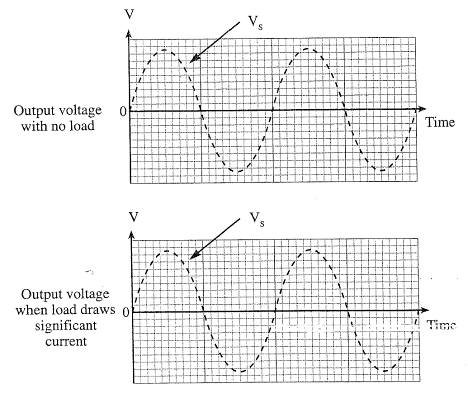 V
Vs
Output voltage
with no load
0
Time
V
Vs
Output voltage
when load draws
significant
current
0
Time